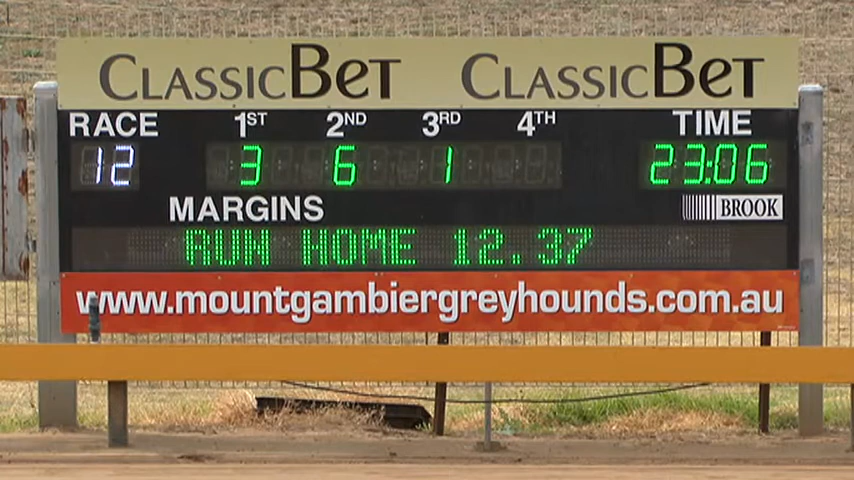 CLASSICBET CLASSICBET
RACE 1ST 2ND 3RD 4TH TIME
12 3 6 1 23:06
MARGINS BROOK
RUN HOME 12.37
www.mountgambiergreyhounds.com.au